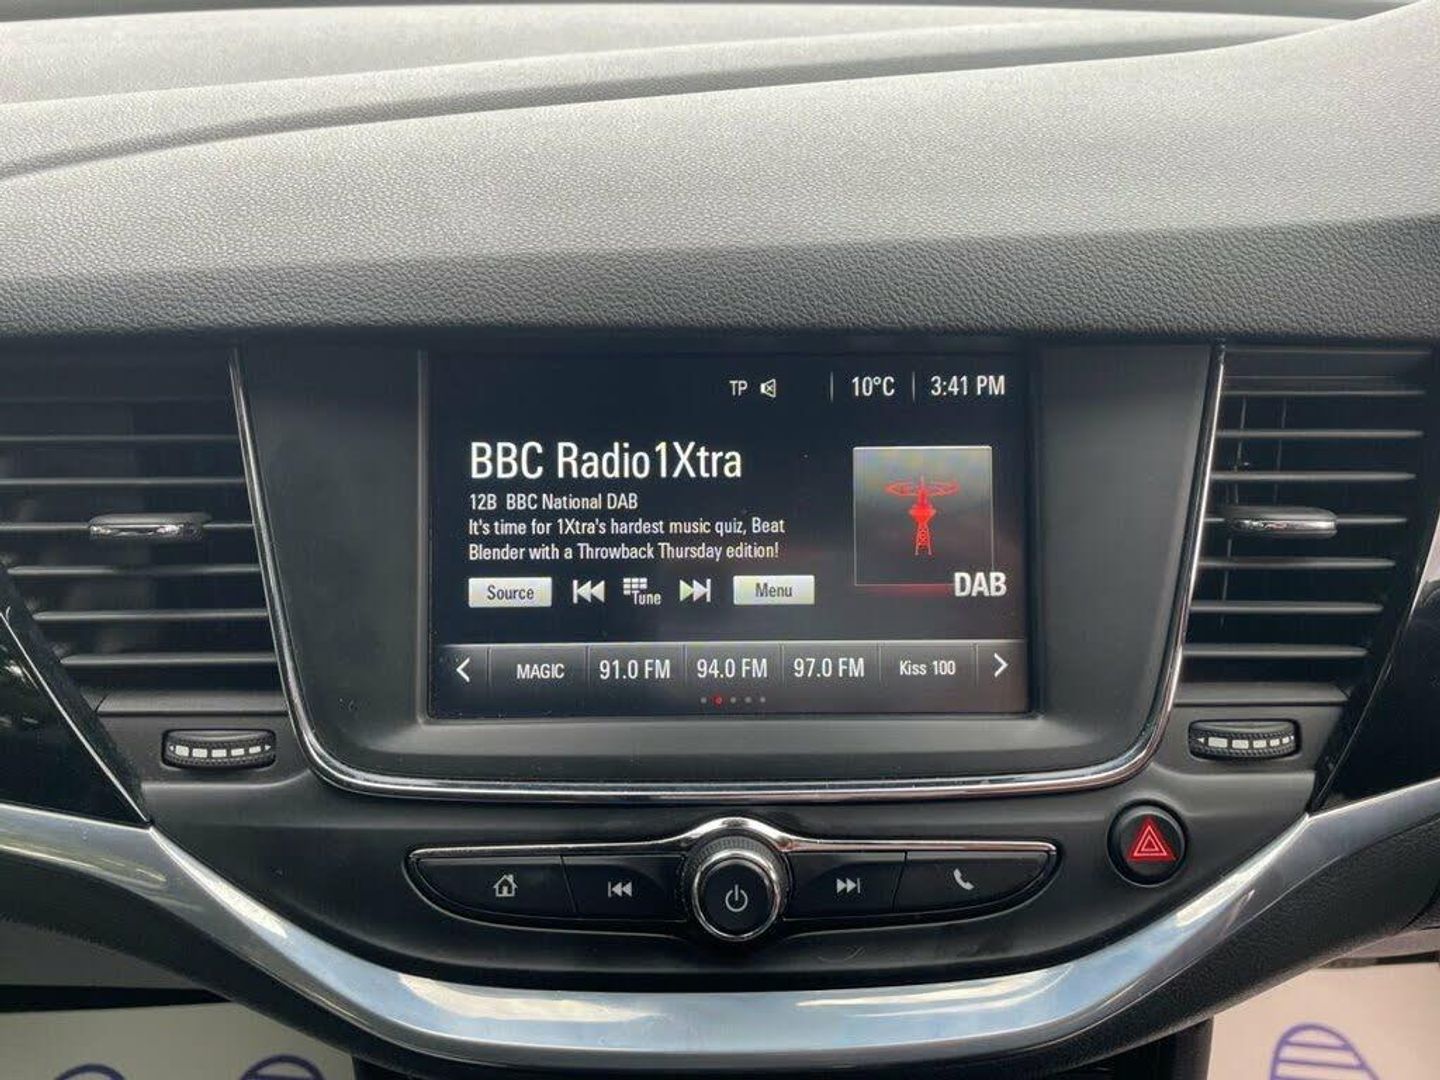 TP 10°C 3:41 PM
BBC Radio1Xtra
12B BBC National DAB
It's time for 1Xtra's hardest music quiz, Beat
Blender with a Throwback Thursday edition!
DAB
Source Tune Menu
MAGIC 91.0 FM 94.0 FM 97.0 FM Kiss 100